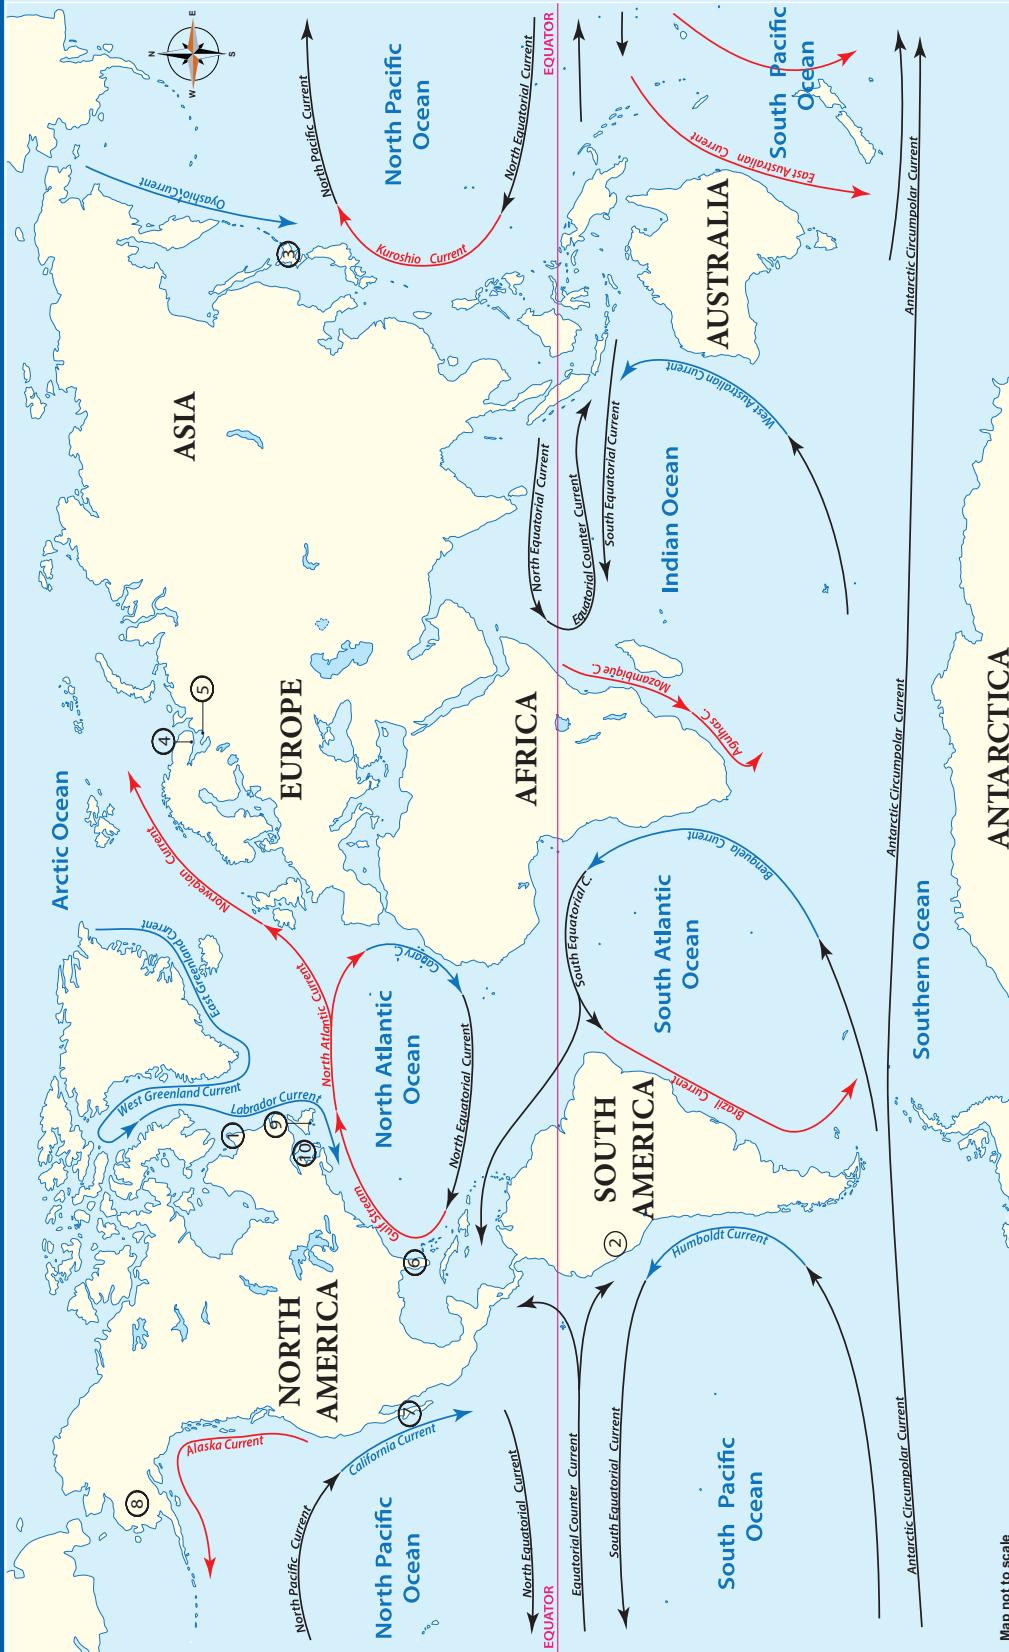 N
E
S
W
Arctic Ocean
ASIA
EUROPE
NORTH
AMERICA
AFRICA
SOUTH
AMERICA
AUSTRALIA
ANTARCTICA
North Pacific
Ocean
North Pacific
Ocean
North Atlantic
Ocean
South Atlantic
Ocean
South Pacific
Ocean
South Pacific
Ocean
Indian Ocean
Southern Ocean
EQUATOR
EQUATOR
Alaska Current
North Pacific Current
California Current
North Equatorial Current
Equatorial Counter Current
South Equatorial Current
Humboldt Current
Antarctic Circumpolar Current
West Greenland Current
East Greenland Current
Labrador Current
Gulf Stream
North Atlantic Current
Norwegian Current
Canary C.
North Equatorial Current
South Equatorial C.
Brazil Current
Benguela Current
Antarctic Circumpolar Current
Mozambique C.
Agulhas C.
North Equatorial Current
Equatorial Counter Current
South Equatorial Current
West Australian Current
Antarctic Circumpolar Current
Oyashio Current
Kuroshio Current
North Pacific Current
North Equatorial Current
East Australian Current
Antarctic Circumpolar Current
1
2
3
4
5
6
7
8
9
10
Map not to scale